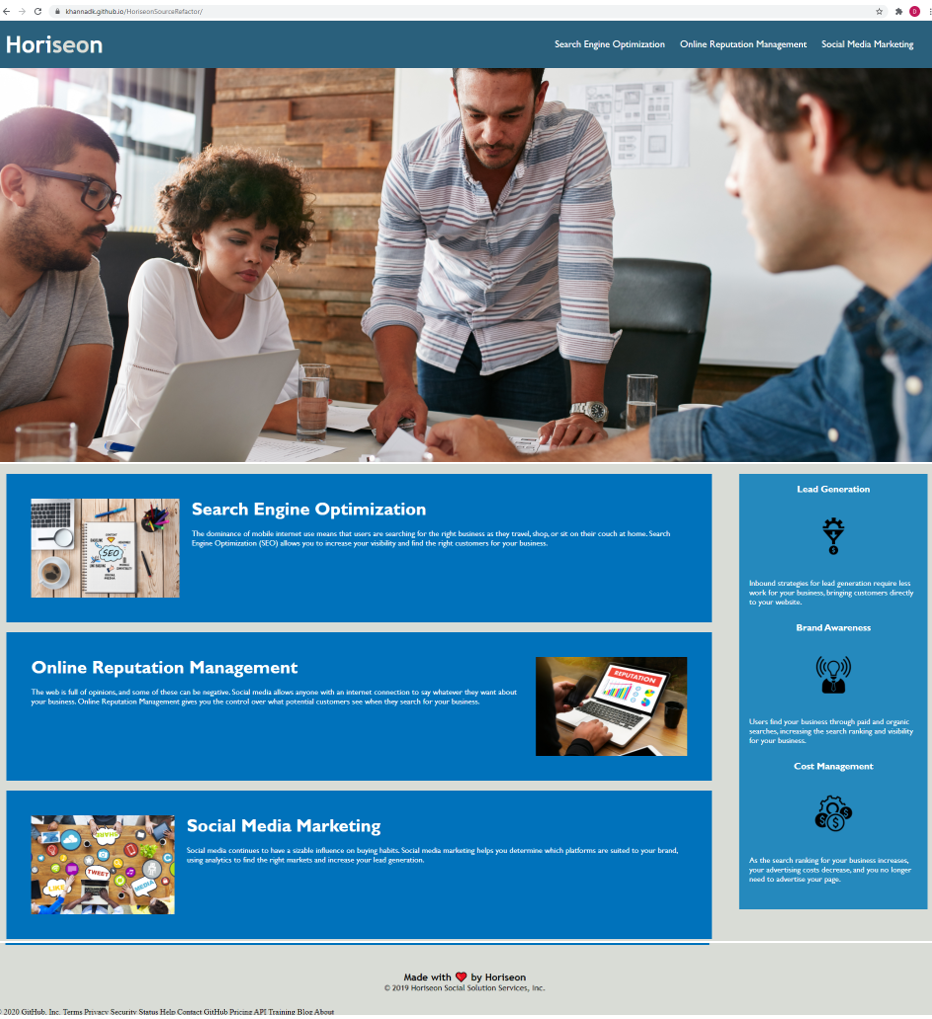 khannadk.github.io/HoriseonSourceRefactor/
D
Horiseon
Search Engine Optimization Online Reputation Management Social Media Marketing
SEO
Search Engine Optimization
The dominance of mobile internet use means that users are searching for the right business as they travel, shop, or sit on their couch at home. Search
Engine Optimization (SEO) allows you to increase your visibility and find the right customers for your business.
Online Reputation Management
The web is full of opinions, and some of these can be negative. Social media allows anyone with an internet connection to say whatever they want about
your business. Online Reputation Management gives you the control over what potential customers see when they search for your business.
REPUTATION
SHARE
TWEET
LIKE
MEDIA
Social Media Marketing
Social media continues to have a sizable influence on buying habits. Social media marketing helps you determine which platforms are suited to your brand,
using analytics to find the right markets and increase your lead generation.
Lead Generation
Inbound strategies for lead generation require less
work for your business, bringing customers directly
to your website.
Brand Awareness
Users find your business through paid and organic
searches, increasing the search ranking and visibility
for your business.
Cost Management
As the search ranking for your business increases,
your advertising costs decrease, and you no longer
need to advertise your page.
Made with ❤️ by Horiseon
© 2019 Horiseon Social Solution Services, Inc.
© 2020 GitHub, Inc. Terms Privacy Security Status Help Contact GitHub Pricing API Training Blog About